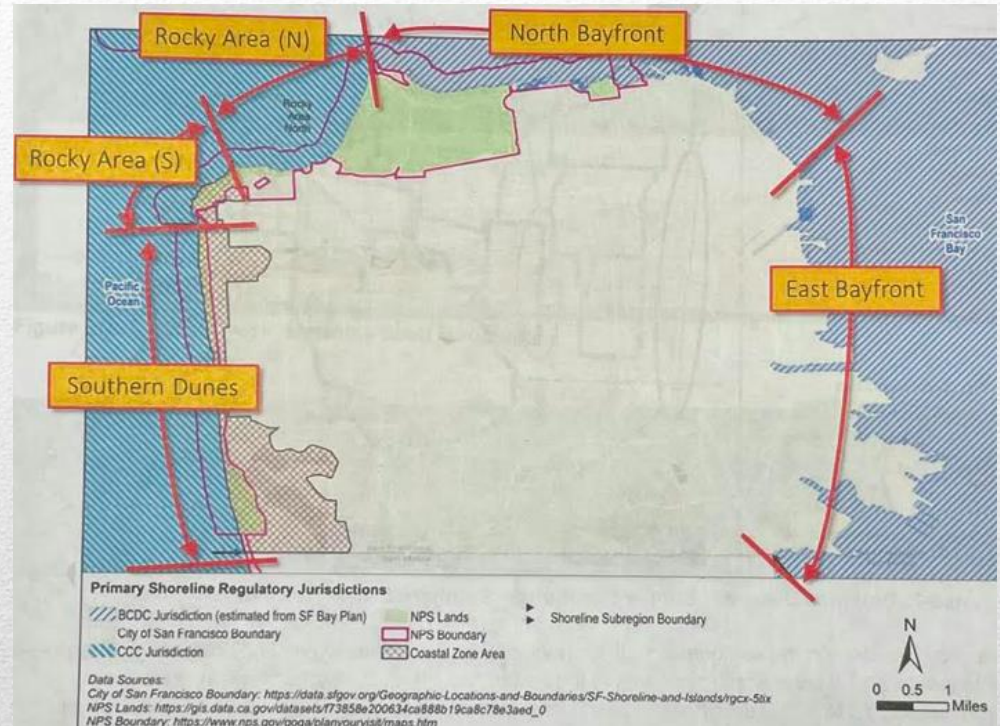 Rocky Area (N)
North Bayfront
Rocky
Area
North
Rocky Area (S)
San
Francisco
Bay
Pacific
Ocean
East Bayfront
Southern Dunes
Primary Shoreline Regulatory Jurisdictions
BCDC Jurisdiction (estimated from SF Bay Plan)
City of San Francisco Boundary
CCC Jurisdiction
NPS Lands
NPS Boundary
Coastal Zone Area
Shoreline Subregion Boundary
N
0 0.5 1
Miles
Data Sources:
City of San Francisco Boundary: https://data.sfgov.org/Geographic-Locations-and-Boundaries/SF-Shoreline-and-Islands/rgcx-5tix
NPS Lands: https://gis.data.ca.gov/datasets/f73858e200634ca888b19ca8c78e3aed_0
NPS Boundary: https://www.nps.gov/goga/planyourvisit/maps.htm